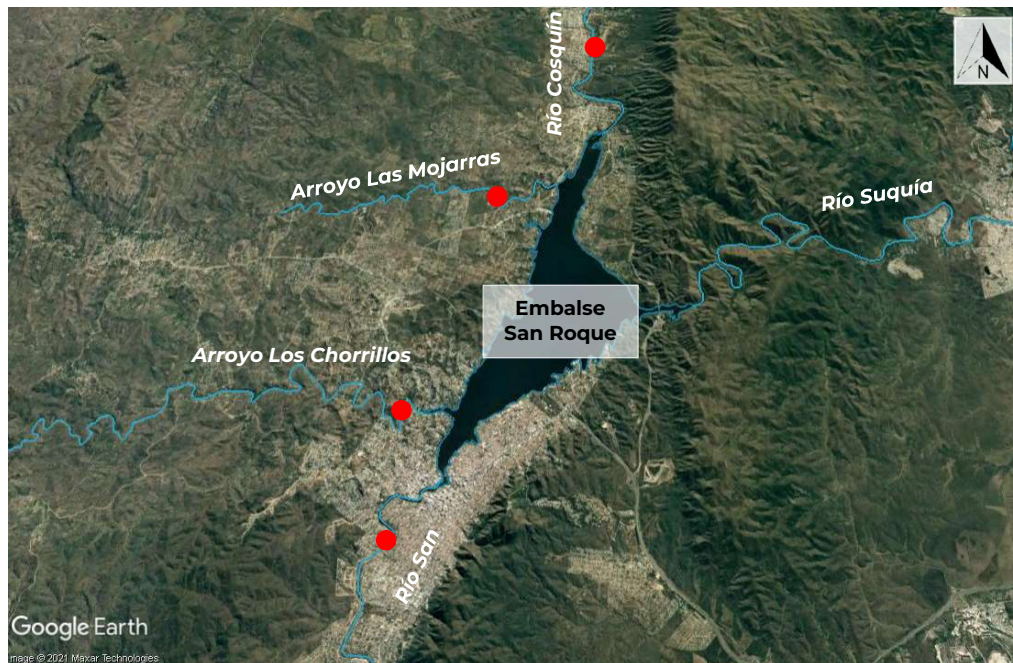 Río Cosquín
N
Arroyo Las Mojarras
Río Suquía
Embalse
San Roque
Arroyo Los Chorrillos
Río San
Google Earth
mage © 2021 Maxar Technologies